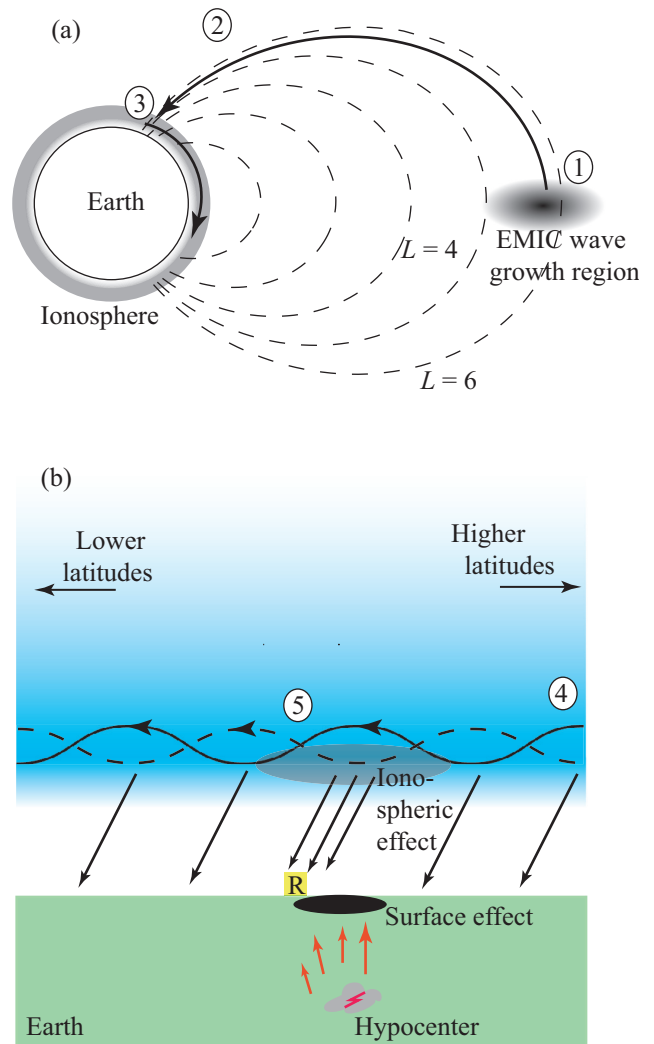 (a)
②
③
①
Earth
EMIC wave
growth region
L = 4
Ionosphere
L = 6
(b)
Lower
latitudes
Higher
latitudes
⑤
④
Iono-
spheric
effect
R
Surface effect
Earth
Hypocenter